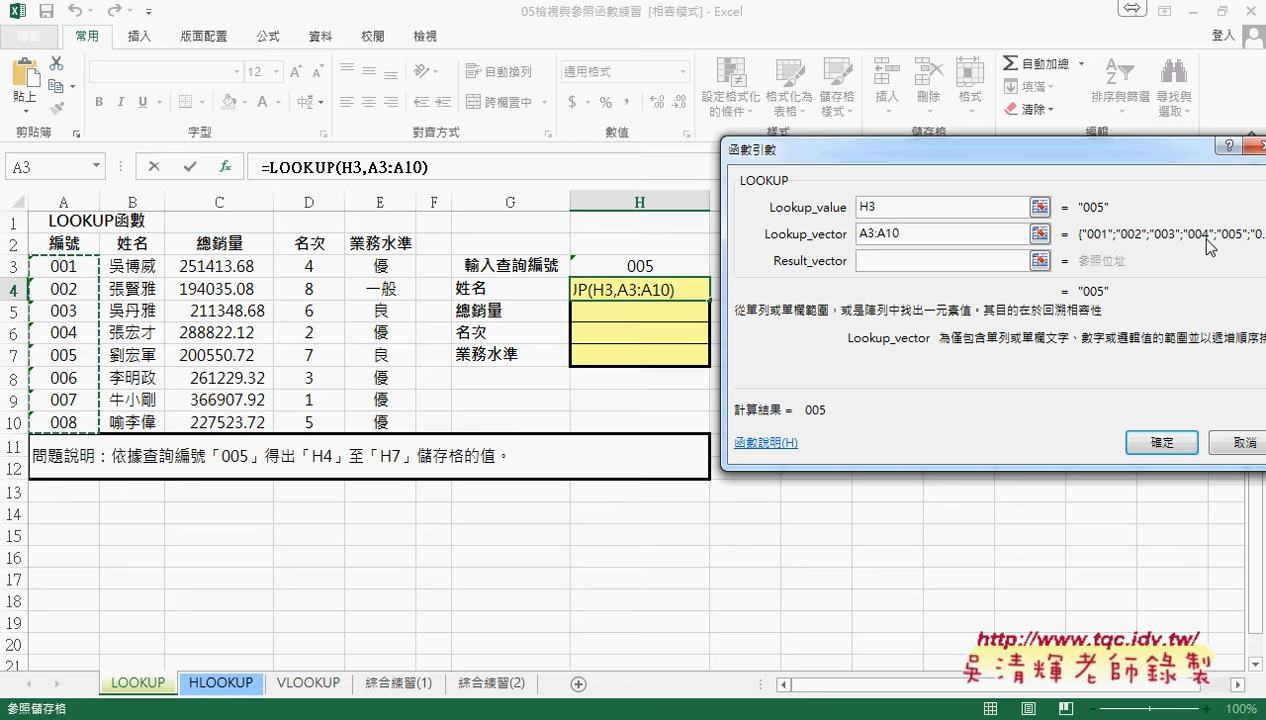 05檢視與參照函數練習 [相容模式] - Excel
常用 插入 版面配置 公式 資料 校閱 檢視 登入
貼上 12 B I U A 中 自動換列 跨欄置中 通用格式 $ % 設定格式化的條件 格式化為表格 儲存格樣式 插入 刪除 格式 自動加總 填滿 清除 排序與篩選 尋找與選取
剪貼簿 字型 對齊方式 數值 樣式 儲存格 編輯
A3 fx =LOOKUP(H3,A3:A10)
A B C D E F G H
1 LOOKUP函數
2 編號 姓名 總銷量 名次 業務水準
3 001 吳博威 251413.68 4 優 輸入查詢編號 005
4 002 張賢雅 194035.08 8 一般 姓名 JP(H3,A3:A10)
5 003 吳丹雅 211348.68 6 良 總銷量
6 004 張宏才 288822.12 2 優 名次
7 005 劉宏軍 200550.72 7 良 業務水準
8 006 李明政 261229.32 3 優
9 007 牛小剛 366907.92 1 優
10 008 喻李偉 227523.72 5 優
11
12 問題說明：依據查詢編號「005」得出「H4」至「H7」儲存格的值。
13
14
15
16
17
18
19
20
21
函數引數
LOOKUP
Lookup_value H3 = "005"
Lookup_vector A3:A10 = {"001";"002";"003";"004";"005";"0..
Result_vector = 參照位址
= "005"
從單列或單欄範圍，或是陣列中找出一元素值。其目的在於回溯相容性
Lookup_vector 為僅包含單列或單欄文字、數字或邏輯值的範圍並以遞增順序排
計算結果 = 005
函數說明(H) 確定 取消
http://www.tqc.idv.tw/
吳清輝老師錄製
LOOKUP HLOOKUP VLOOKUP 綜合練習(1) 綜合練習(2)
參照儲存格 100%